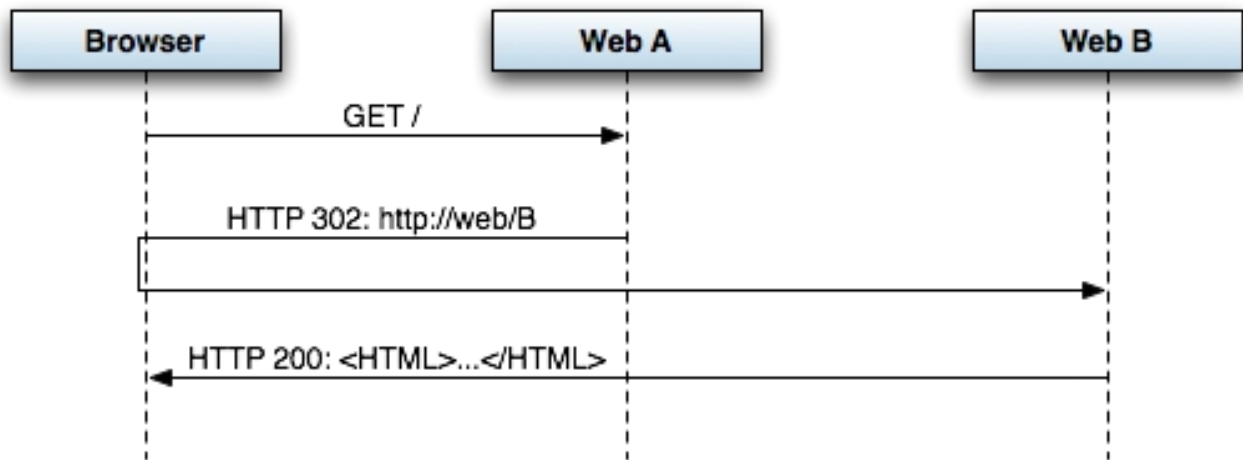 Browser
Web A
Web B
GET /
HTTP 302: http://web/B
HTTP 200: <HTML>...</HTML>